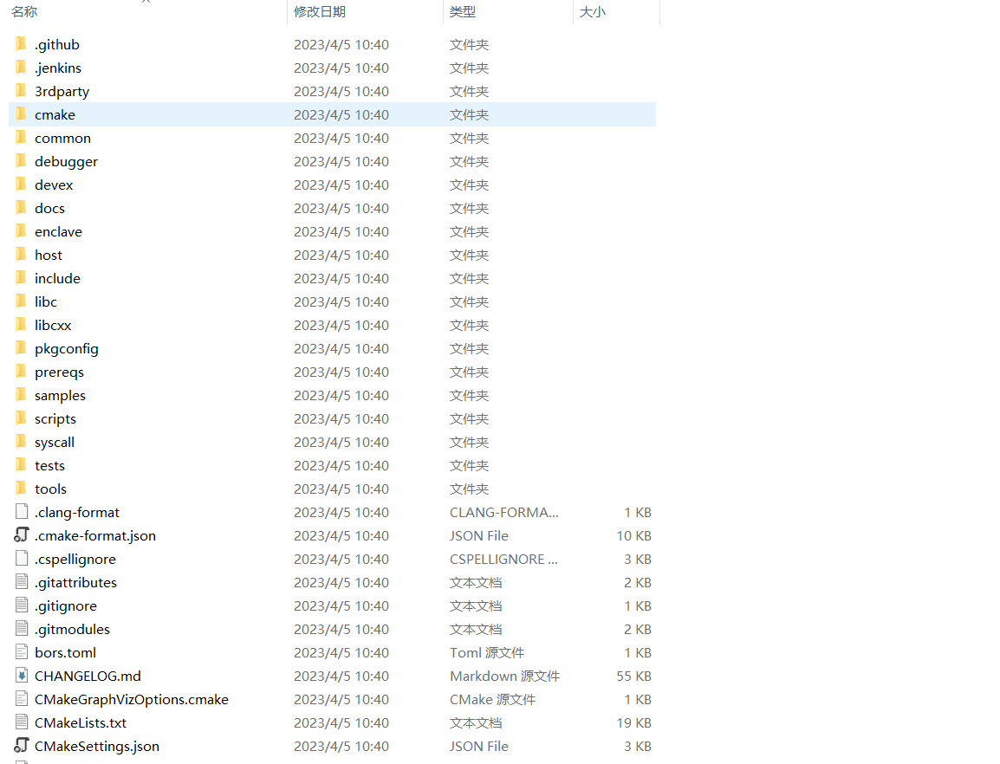 名称 修改日期 类型 大小
.github 2023/4/5 10:40 文件夹
.jenkins 2023/4/5 10:40 文件夹
3rdparty 2023/4/5 10:40 文件夹
cmake 2023/4/5 10:40 文件夹
common 2023/4/5 10:40 文件夹
debugger 2023/4/5 10:40 文件夹
devex 2023/4/5 10:40 文件夹
docs 2023/4/5 10:40 文件夹
enclave 2023/4/5 10:40 文件夹
host 2023/4/5 10:40 文件夹
include 2023/4/5 10:40 文件夹
libc 2023/4/5 10:40 文件夹
libcxx 2023/4/5 10:40 文件夹
pkgconfig 2023/4/5 10:40 文件夹
prereqs 2023/4/5 10:40 文件夹
samples 2023/4/5 10:40 文件夹
scripts 2023/4/5 10:40 文件夹
syscall 2023/4/5 10:40 文件夹
tests 2023/4/5 10:40 文件夹
tools 2023/4/5 10:40 文件夹
.clang-format 2023/4/5 10:40 CLANG-FORMA... 1 KB
.cmake-format.json 2023/4/5 10:40 JSON File 10 KB
.cspellignore 2023/4/5 10:40 CSPELLIGNORE ... 3 KB
.gitattributes 2023/4/5 10:40 文本文档 2 KB
.gitignore 2023/4/5 10:40 文本文档 1 KB
.gitmodules 2023/4/5 10:40 文本文档 2 KB
bors.toml 2023/4/5 10:40 Toml 源文件 1 KB
CHANGELOG.md 2023/4/5 10:40 Markdown 源文件 55 KB
CMakeGraphVizOptions.cmake 2023/4/5 10:40 CMake 源文件 1 KB
CMakeLists.txt 2023/4/5 10:40 文本文档 19 KB
CMakeSettings.json 2023/4/5 10:40 JSON File 3 KB